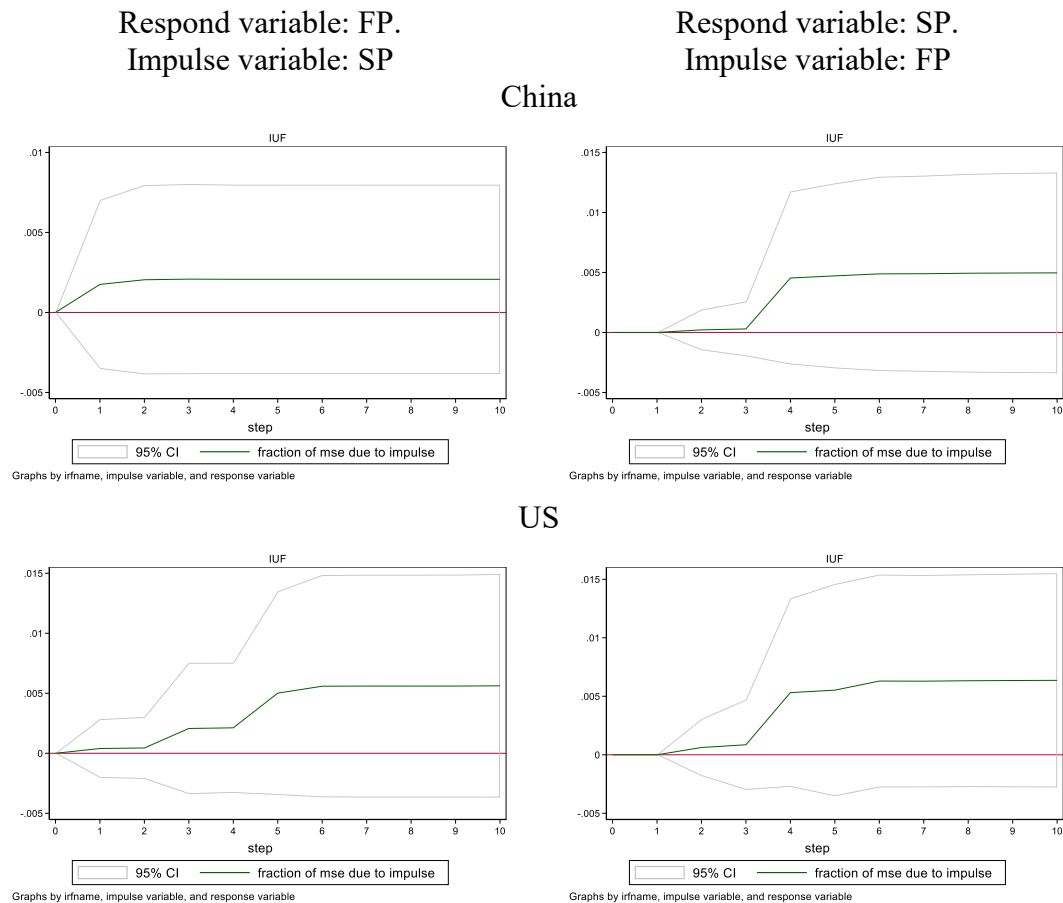 Respond variable: FP.
Impulse variable: SP
Respond variable: SP.
Impulse variable: FP
China
IUF
.01
.005
0
-.005
0 1 2 3 4 5 6 7 8 9 10
step
95% CI fraction of mse due to impulse
Graphs by irfname, impulse variable, and response variable
IUF
.015
.01
.005
0
-.005
0 1 2 3 4 5 6 7 8 9 10
step
95% CI fraction of mse due to impulse
Graphs by irfname, impulse variable, and response variable
US
IUF
.015
.01
.005
0
-.005
0 1 2 3 4 5 6 7 8 9 10
step
95% CI fraction of mse due to impulse
Graphs by irfname, impulse variable, and response variable
IUF
.015
.01
.005
0
-.005
0 1 2 3 4 5 6 7 8 9 10
step
95% CI fraction of mse due to impulse
Graphs by irfname, impulse variable, and response variable